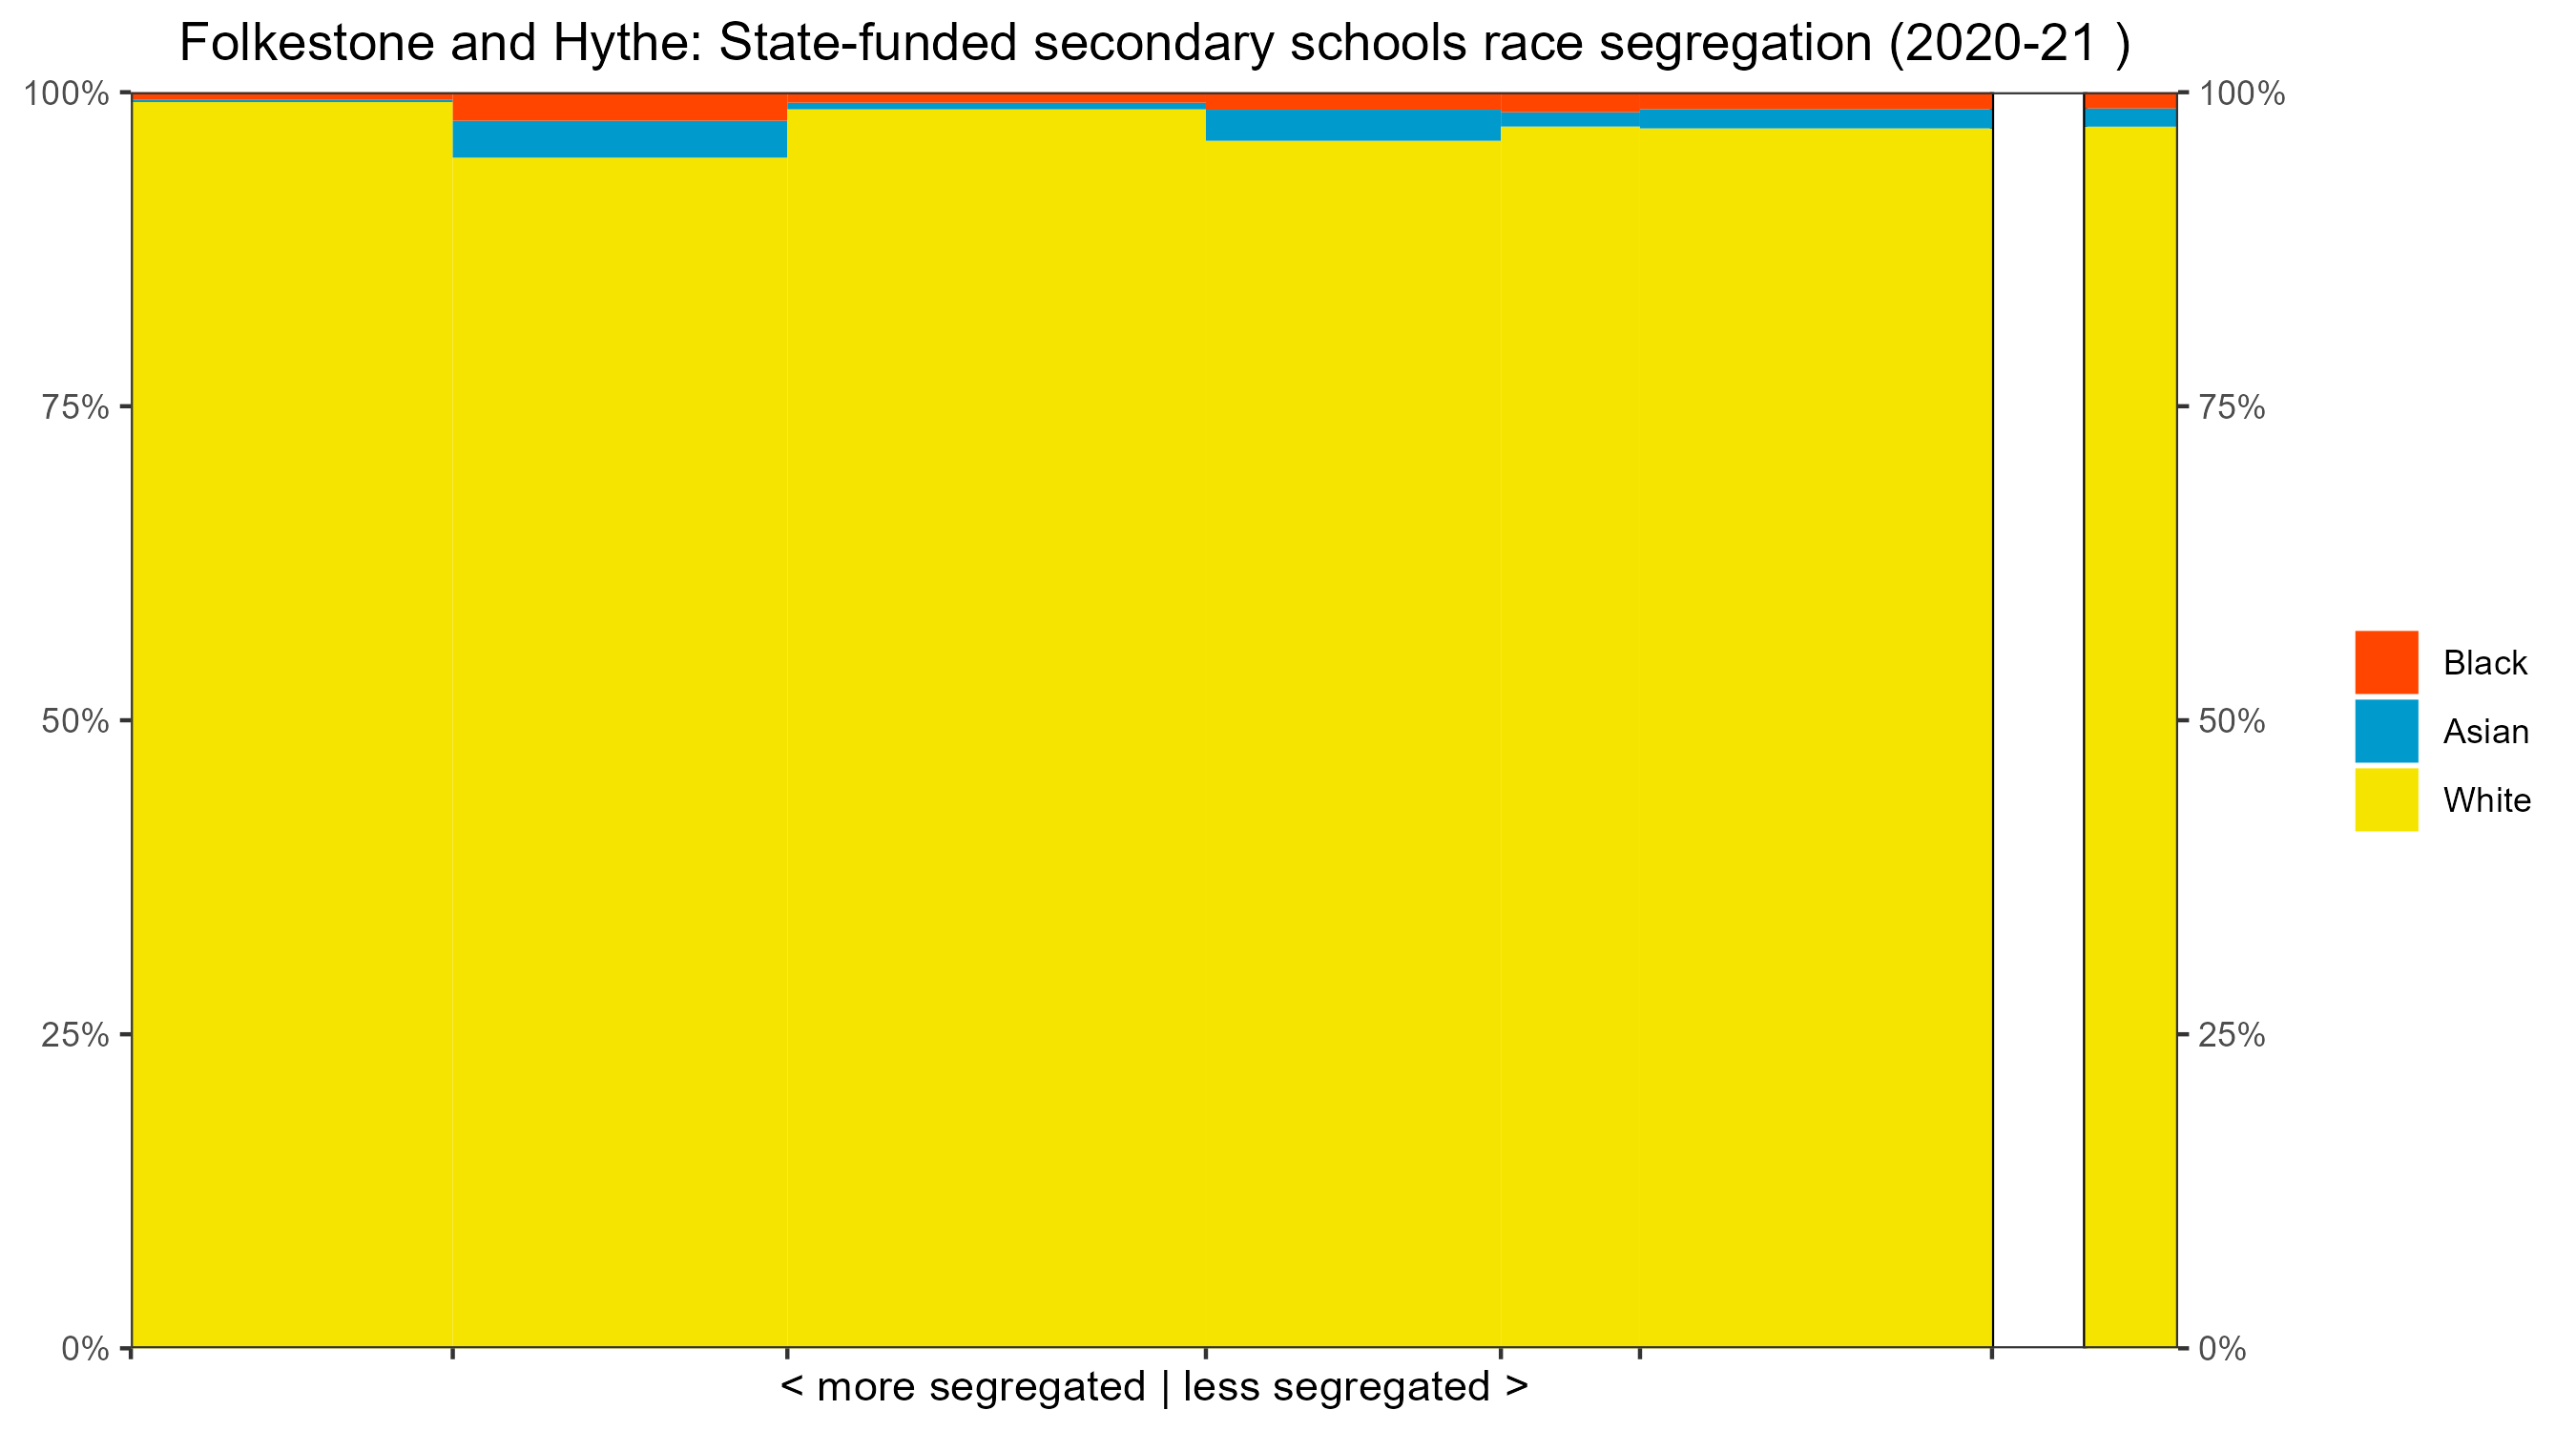 Folkestone and Hythe: State-funded secondary schools race segregation (2020-21 )
100%
100%
75%
75%
50%
50%
25%
25%
0%
0%
Black
Asian
White
< more segregated | less segregated >